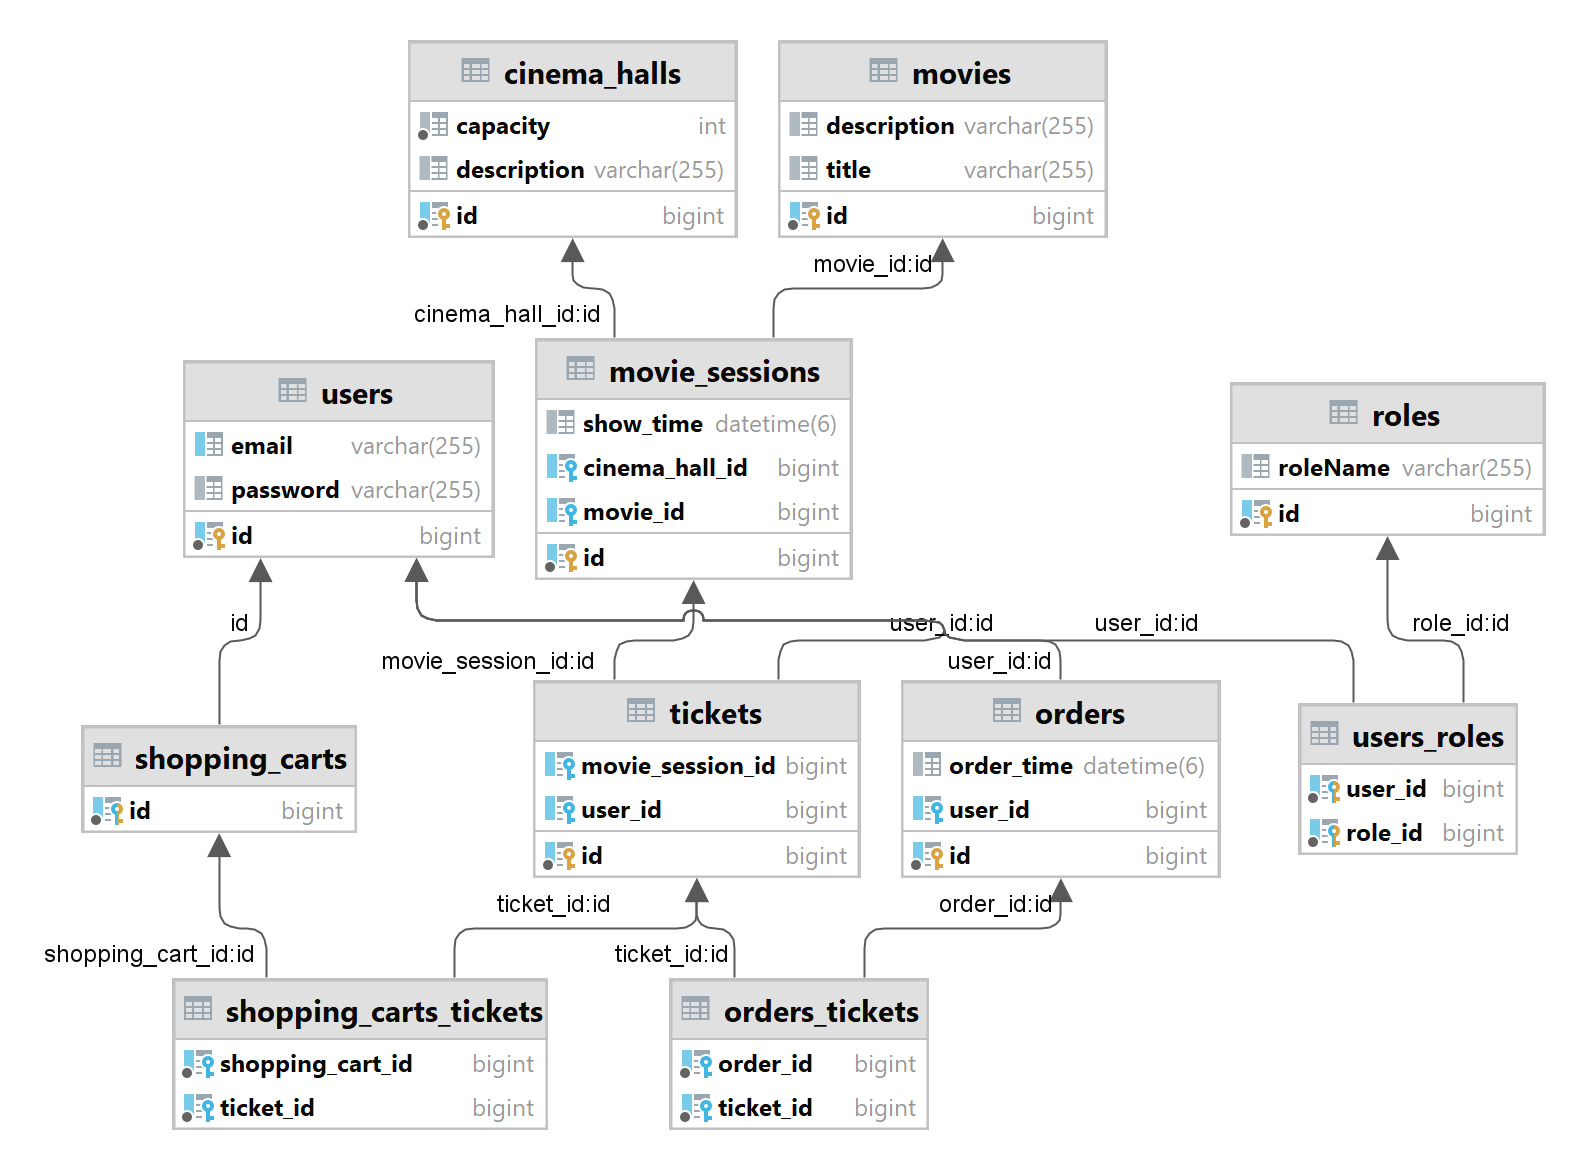 cinema_halls
capacity int
description varchar(255)
id bigint
movies
description varchar(255)
title varchar(255)
id bigint
movie_id:id
cinema_hall_id:id
users
email varchar(255)
password varchar(255)
id bigint
movie_sessions
show_time datetime(6)
cinema_hall_id bigint
movie_id bigint
id bigint
roles
roleName varchar(255)
id bigint
id
user_id:id
user_id:id
role_id:id
movie_session_id:id
user_id:id
shopping_carts
id bigint
tickets
movie_session_id bigint
user_id bigint
id bigint
orders
order_time datetime(6)
user_id bigint
id bigint
users_roles
user_id bigint
role_id bigint
ticket_id:id
order_id:id
shopping_cart_id:id
ticket_id:id
shopping_carts_tickets
shopping_cart_id bigint
ticket_id bigint
orders_tickets
order_id bigint
ticket_id bigint